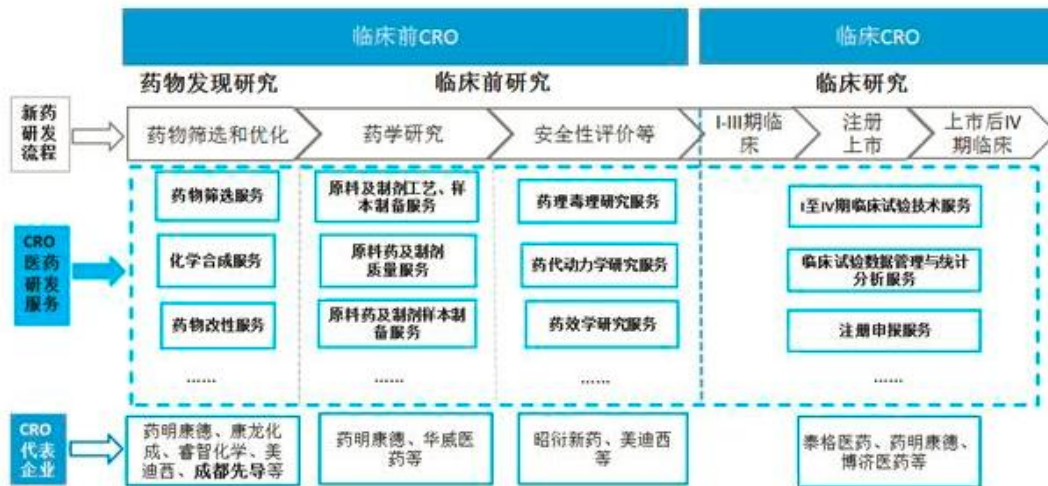 临床前CRO
临床CRO
药物发现研究
临床前研究
临床研究
新药
研发
流程
药物筛选和优化
药学研究
安全性评价等
I-III期临
床
注册
上市
上市后IV
期临床
CRO
医药
研发
服务
药物筛选服务
化学合成服务
药物改性服务
……
原料及制剂工艺、样
本制备服务
原料药及制剂
质量服务
原料药及制剂样本制
备服务
……
药理毒理研究服务
药代动力学研究服务
药效学研究服务
……
I至IV期临床试验技术服务
临床试验数据管理与统计
分析服务
注册申报服务
……
CRO
代表
企业
药明康德、康龙化
成、睿智化学、美
迪西、成都先导等
药明康德、华威医
药等
昭衍新药、美迪西
等
泰格医药、药明康德、
博济医药等